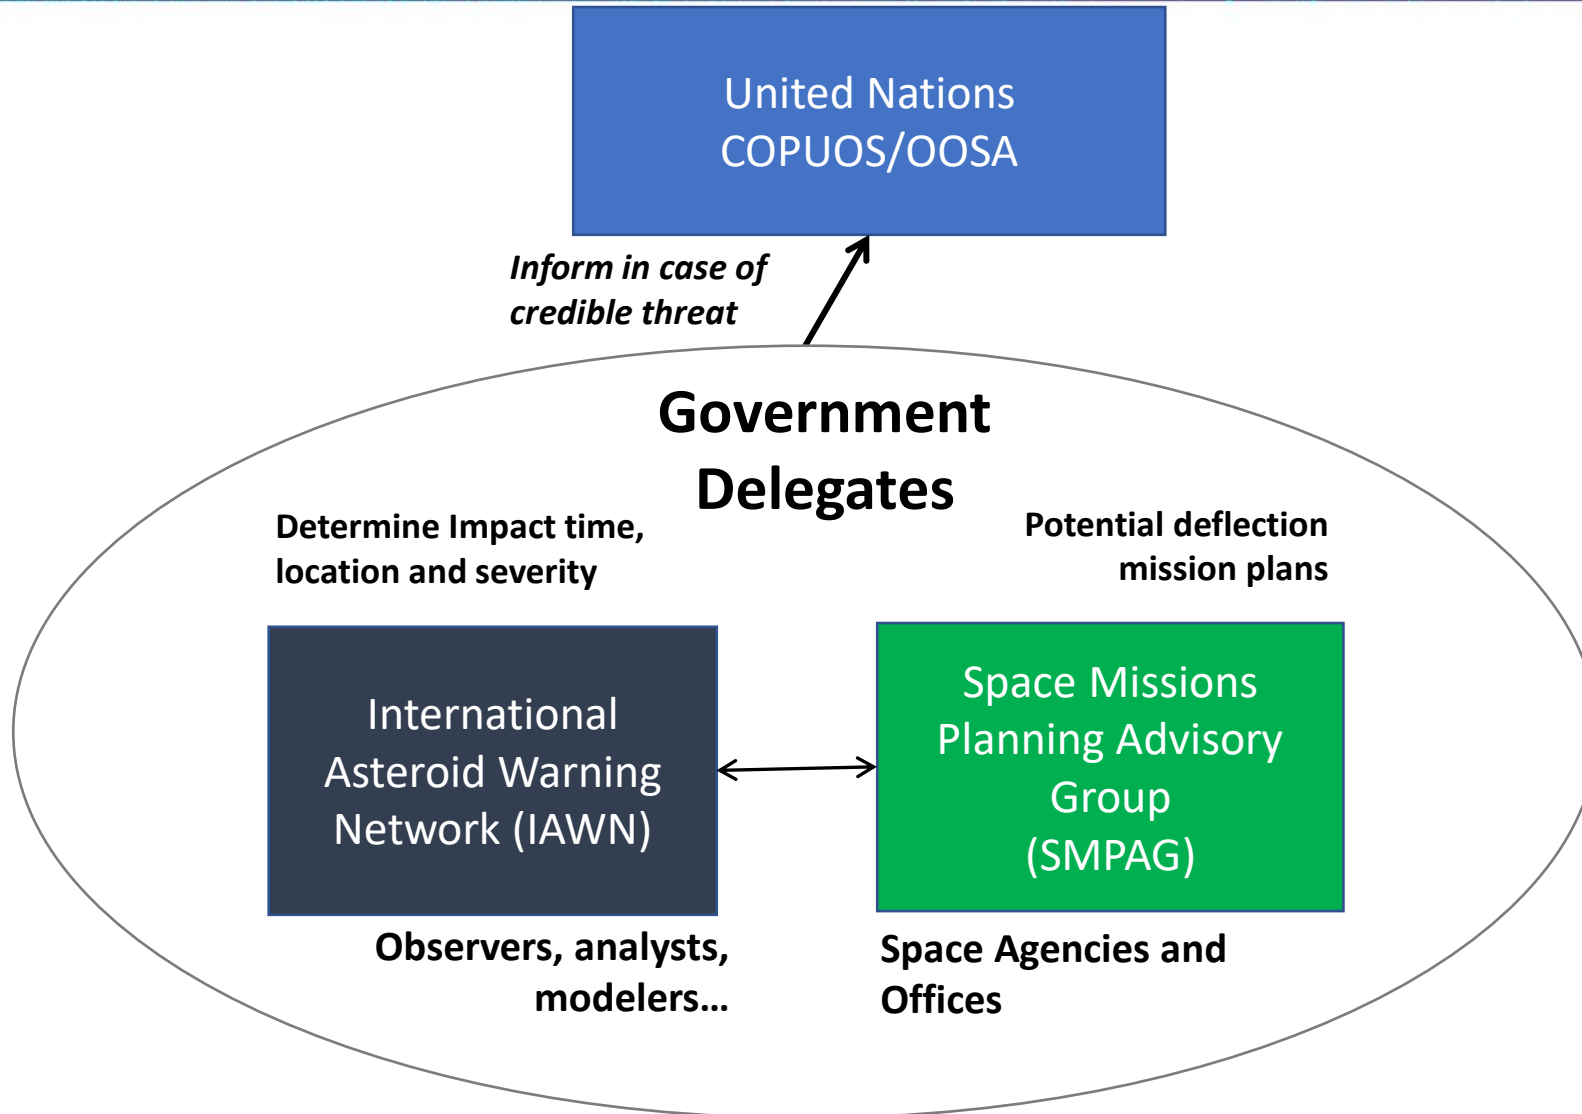 United Nations
COPUOS/OOSA
Inform in case of
credible threat
Government
Delegates
Determine Impact time,
location and severity
Potential deflection
mission plans
International
Asteroid Warning
Network (IAWN)
Space Missions
Planning Advisory
Group
(SMPAG)
Observers, analysts,
modelers…
Space Agencies and
Offices